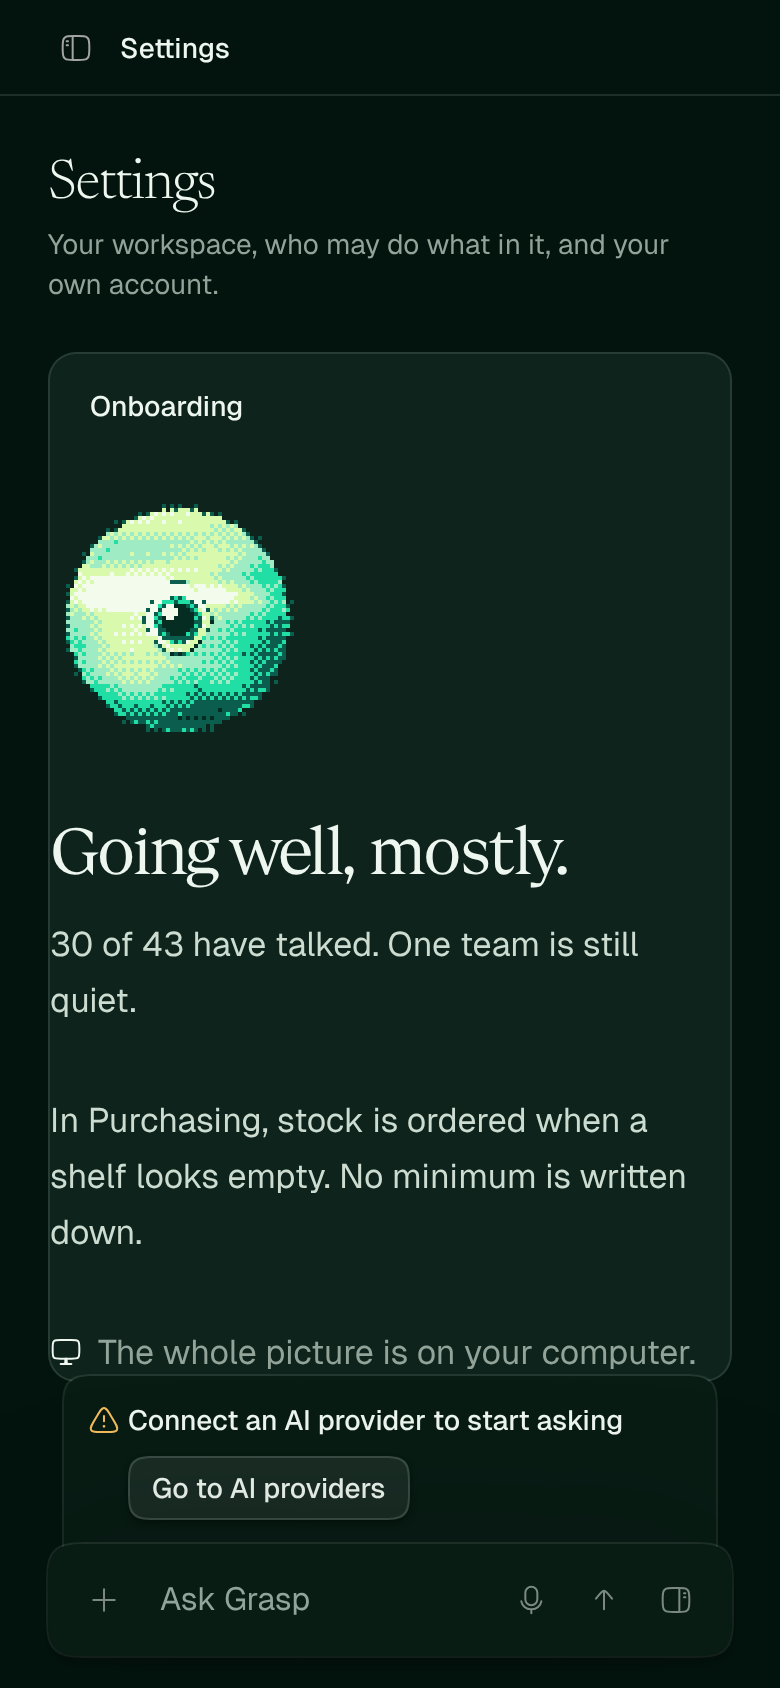 Settings
Settings
Your workspace, who may do what in it, and your
own account.
Onboarding
Going well, mostly.
30 of 43 have talked. One team is still
quiet.
In Purchasing, stock is ordered when a
shelf looks empty. No minimum is written
down.
The whole picture is on your computer.
Connect an AI provider to start asking
Go to AI providers
Ask Grasp